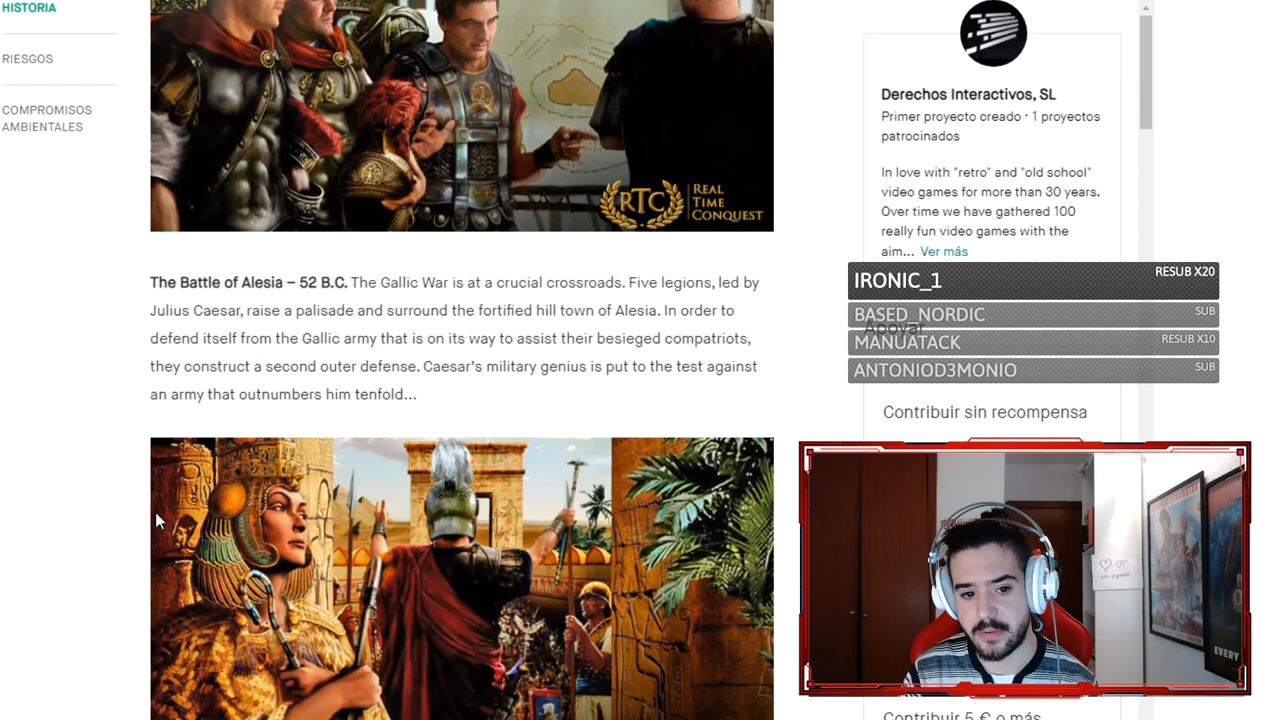 HISTORIA
RIESGOS
COMPROMISOS
AMBIENTALES
RTC
REAL
TIME
CONQUEST
The Battle of Alesia – 52 B.C. The Gallic War is at a crucial crossroads. Five legions, led by
Julius Caesar, raise a palisade and surround the fortified hill town of Alesia. In order to
defend itself from the Gallic army that is on its way to assist their besieged compatriots,
they construct a second outer defense. Caesar's military genius is put to the test against
an army that outnumbers him tenfold...
Derechos Interactivos, SL
Primer proyecto creado · 1 proyectos
patrocinados
In love with "retro" and "old school"
video games for more than 30 years.
Over time we have gathered 100
really fun video games with the
aim... Ver más
IRONIC_1 RESUB X20
BASED_NORDIC SUB
Apoyar
MANUATACK RESUB X10
ANTONIOD3MONIO SUB
Contribuir sin recompensa
EVERY
Contribuir 5 € o más